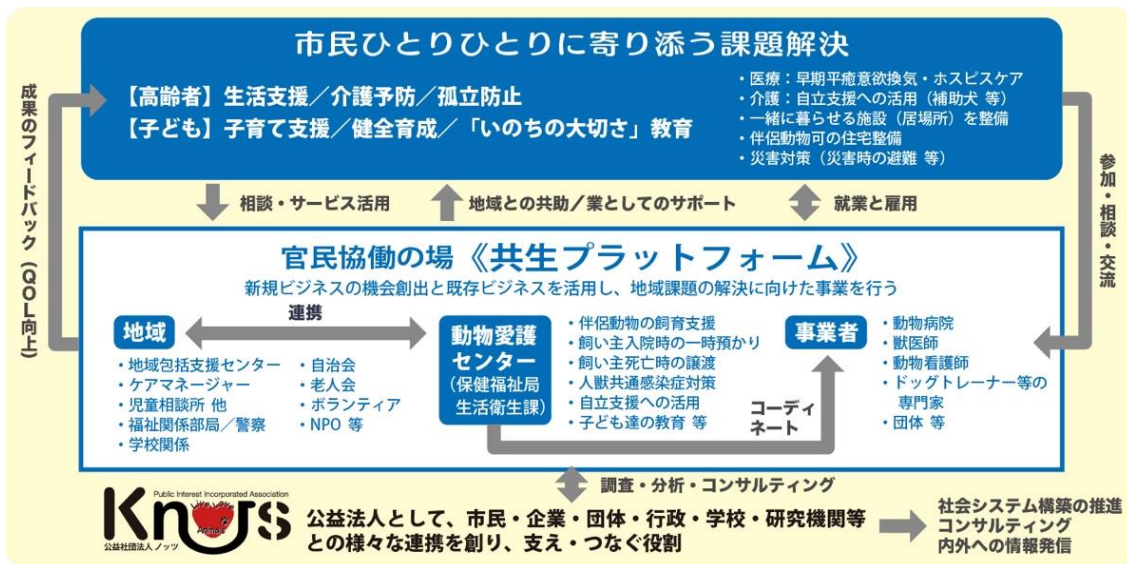 市民ひとりひとりに寄り添う課題解決
【高齢者】生活支援／介護予防／孤立防止
【子ども】子育て支援／健全育成／「いのちの大切さ」教育
・医療：早期平癒意欲換気・ホスピスケア
・介護：自立支援への活用（補助犬 等）
・一緒に暮らせる施設（居場所）を整備
・伴侶動物可の住宅整備
・災害対策（災害時の避難 等）
成果のフィードバック（QOL向上）
参加・相談・交流
相談・サービス活用
地域との共助／業としてのサポート
就業と雇用
官民協働の場《共生プラットフォーム》
新規ビジネスの機会創出と既存ビジネスを活用し、地域課題の解決に向けた事業を行う
地域
連携
・地域包括支援センター
・ケアマネージャー
・児童相談所 他
・福祉関係部局／警察
・学校関係
・自治会
・老人会
・ボランティア
・NPO 等
動物愛護
センター
（保健福祉局
生活衛生課）
・伴侶動物の飼育支援
・飼い主入院時の一時預かり
・飼い主死亡時の譲渡
・人獣共通感染症対策
・自立支援への活用
・子ども達の教育 等
コーディ
ネート
事業者
・動物病院
・獣医師
・動物看護師
・ドッグトレーナー等の
専門家
・団体 等
調査・分析・コンサルティング
Public Interest Incorporated Association
Knots
公益社団法人 ノッツ
公益法人として、市民・企業・団体・行政・学校・研究機関等
との様々な連携を創り、支え・つなぐ役割
社会システム構築の推進
コンサルティング
内外への情報発信